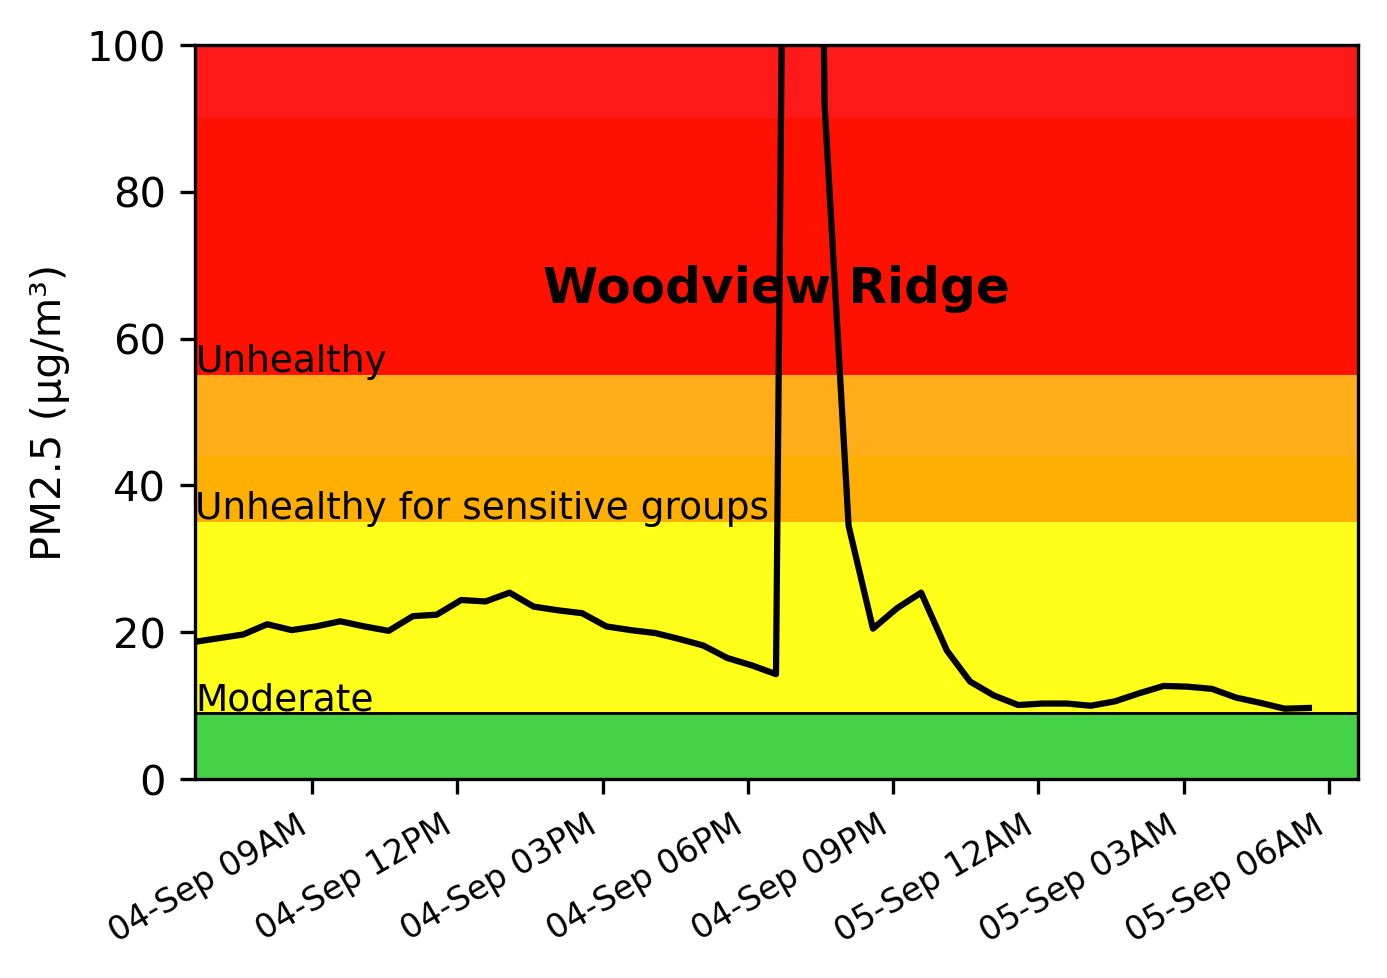 100
80
60
40
20
0
PM2.5 (µg/m³)
Woodview Ridge
Unhealthy
Unhealthy for sensitive groups
Moderate
04-Sep 09AM
04-Sep 12PM
04-Sep 03PM
04-Sep 06PM
04-Sep 09PM
05-Sep 12AM
05-Sep 03AM
05-Sep 06AM